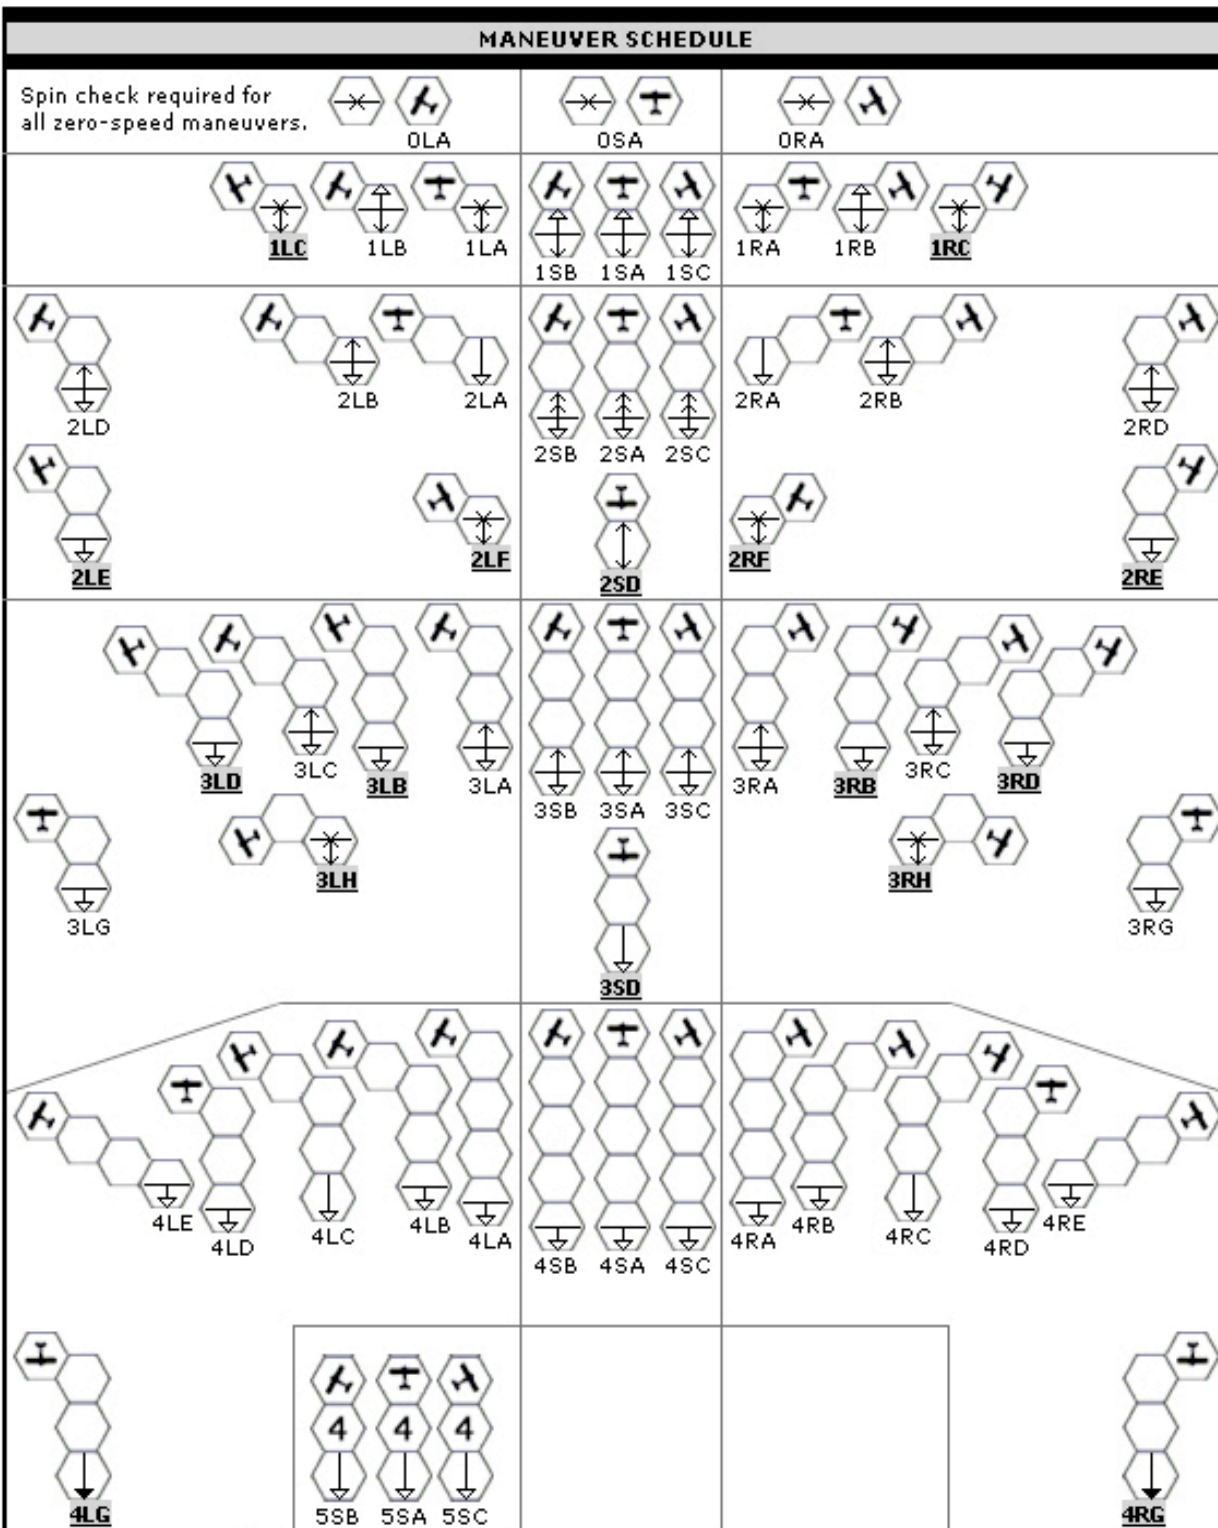 MANEUVER SCHEDULE
Spin check required for
all zero-speed maneuvers.
0LA 0SA 0RA
1LC 1LB 1LA 1SB 1SA 1SC 1RA 1RB 1RC
2LD 2LB 2LA 2SB 2SA 2SC 2RA 2RB 2RD
2LE 2LF 2SD 2RF 2RE
3LD 3LC 3LB 3LA 3SB 3SA 3SC 3RA 3RB 3RC 3RD
3LG 3LH 3SD 3RH 3RG
4LE 4LD 4LC 4LB 4LA 4SB 4SA 4SC 4RA 4RB 4RC 4RD 4RE
4 4 4
4LG 5SB 5SA 5SC 4RG